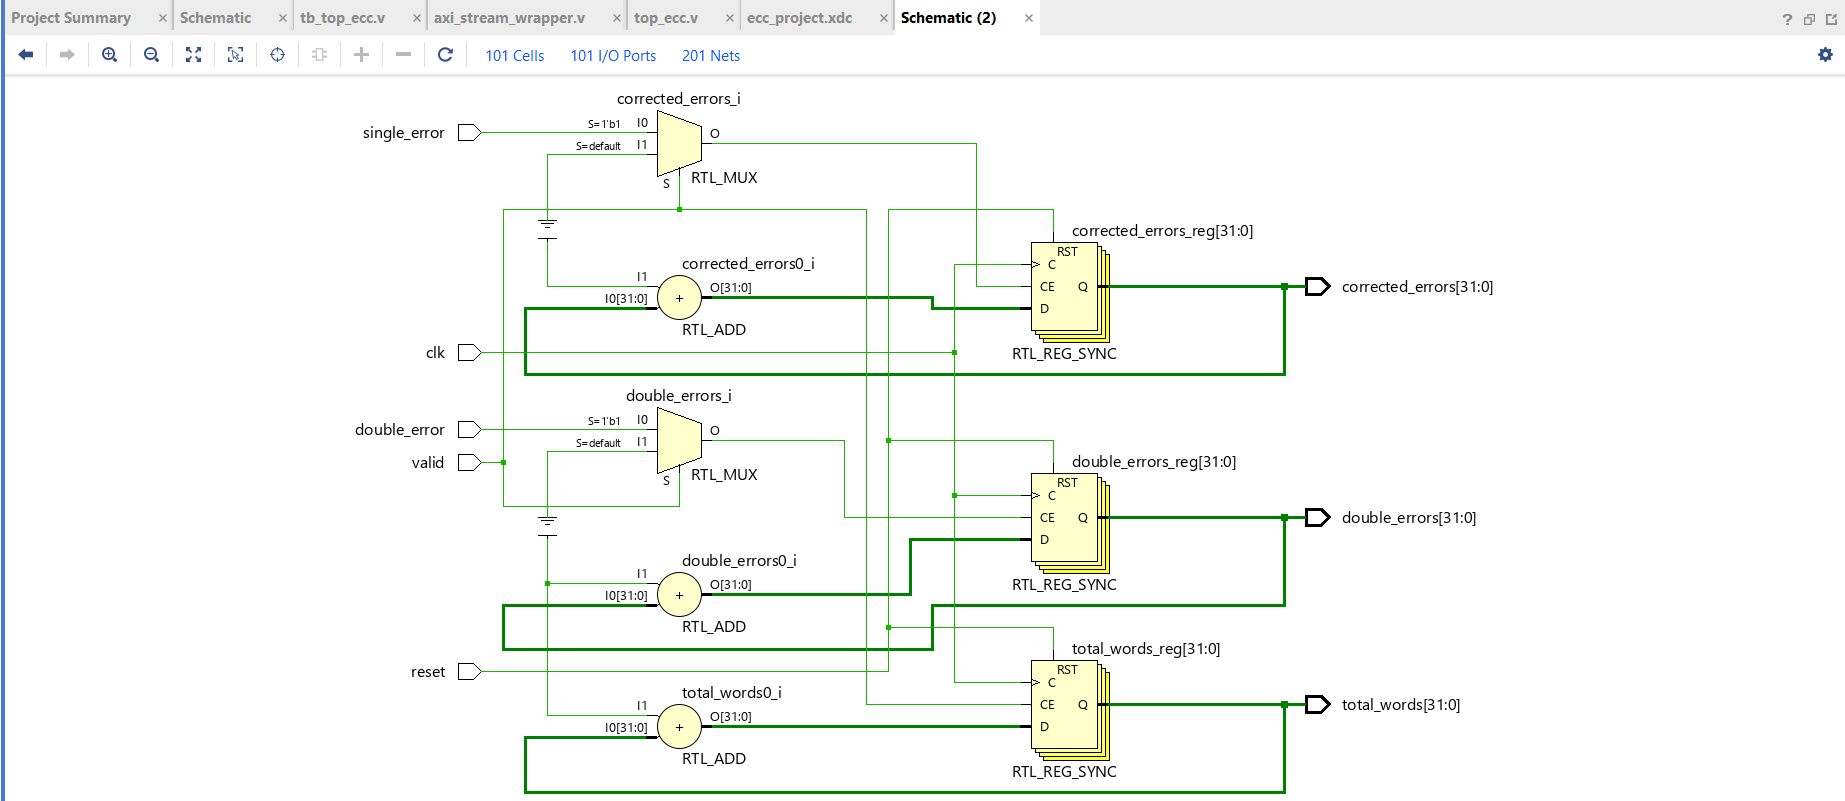 Project Summary × Schematic × tb_top_ecc.v × axi_stream_wrapper.v × top_ecc.v × ecc_project.xdc × Schematic (2) × ?
101 Cells 101 I/O Ports 201 Nets
corrected_errors_i
single_error S=1'b1 I0 O
S=default I1
S RTL_MUX
corrected_errors_reg[31:0]
RST
corrected_errors0_i C
I1 O[31:0] CE Q corrected_errors[31:0]
I0[31:0] + D
RTL_ADD
clk RTL_REG_SYNC
double_errors_i
double_error S=1'b1 I0 O
S=default I1
valid double_errors_reg[31:0]
S RTL_MUX RST
C
CE Q double_errors[31:0]
D
double_errors0_i
I1 O[31:0] RTL_REG_SYNC
I0[31:0] +
RTL_ADD
total_words_reg[31:0]
reset RST
total_words0_i C
I1 O[31:0] CE Q total_words[31:0]
I0[31:0] + D
RTL_ADD
RTL_REG_SYNC